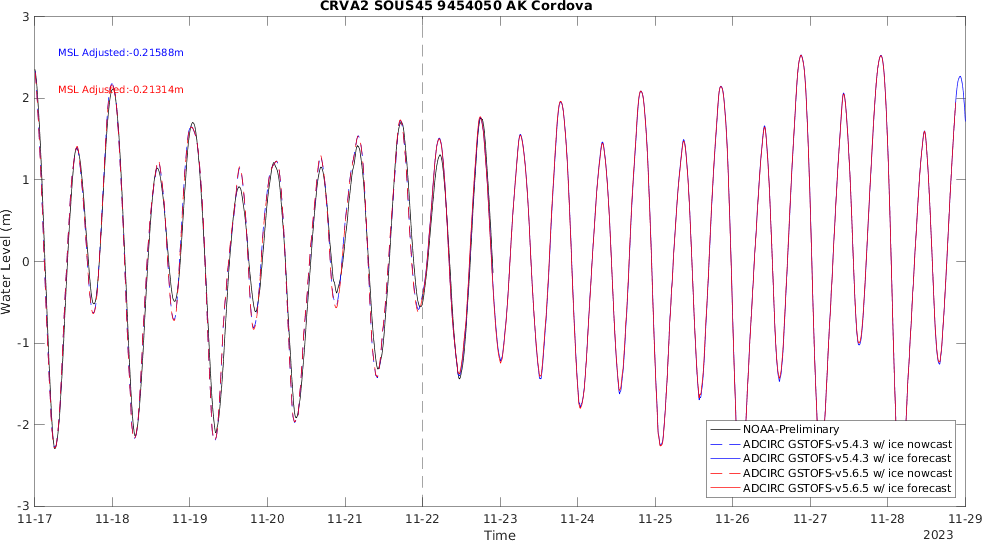 CRVA2 SOUS45 9454050 AK Cordova
MSL Adjusted:-0.21588m
MSL Adjusted:-0.21314m
3
2
1
0
-1
-2
-3
Water Level (m)
NOAA-Preliminary
ADCIRC GSTOFS-v5.4.3 w/ ice nowcast
ADCIRC GSTOFS-v5.4.3 w/ ice forecast
ADCIRC GSTOFS-v5.6.5 w/ ice nowcast
ADCIRC GSTOFS-v5.6.5 w/ ice forecast
11-17 11-18 11-19 11-20 11-21 11-22 11-23 11-24 11-25 11-26 11-27 11-28 11-29
Time
2023